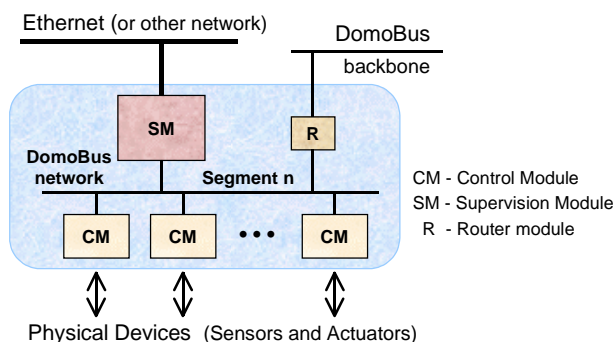 Ethernet (or other network)
DomoBus
backbone
SM
R
DomoBus
network
Segment n
CM - Control Module
SM - Supervision Module
R - Router module
CM
CM
•••
CM
Physical Devices (Sensors and Actuators)